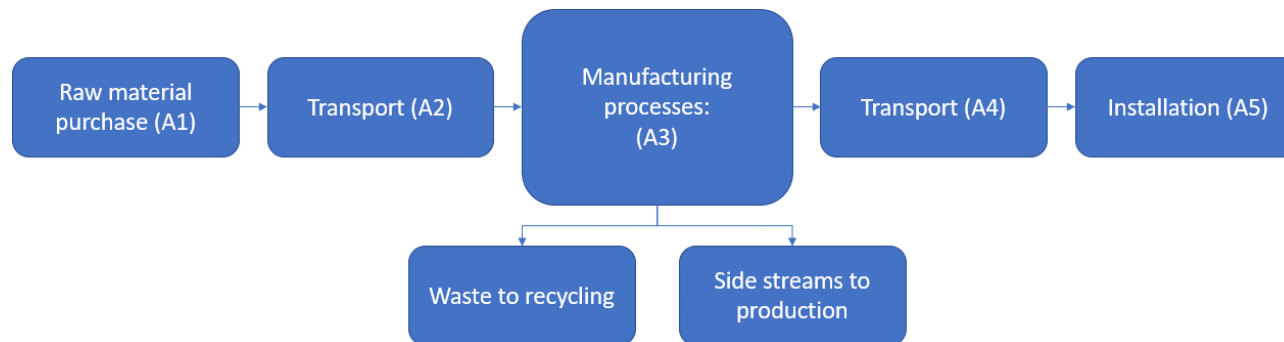 Raw material
purchase (A1)
Transport (A2)
Manufacturing
processes:
(A3)
Transport (A4)
Installation (A5)
Waste to recycling
Side streams to
production